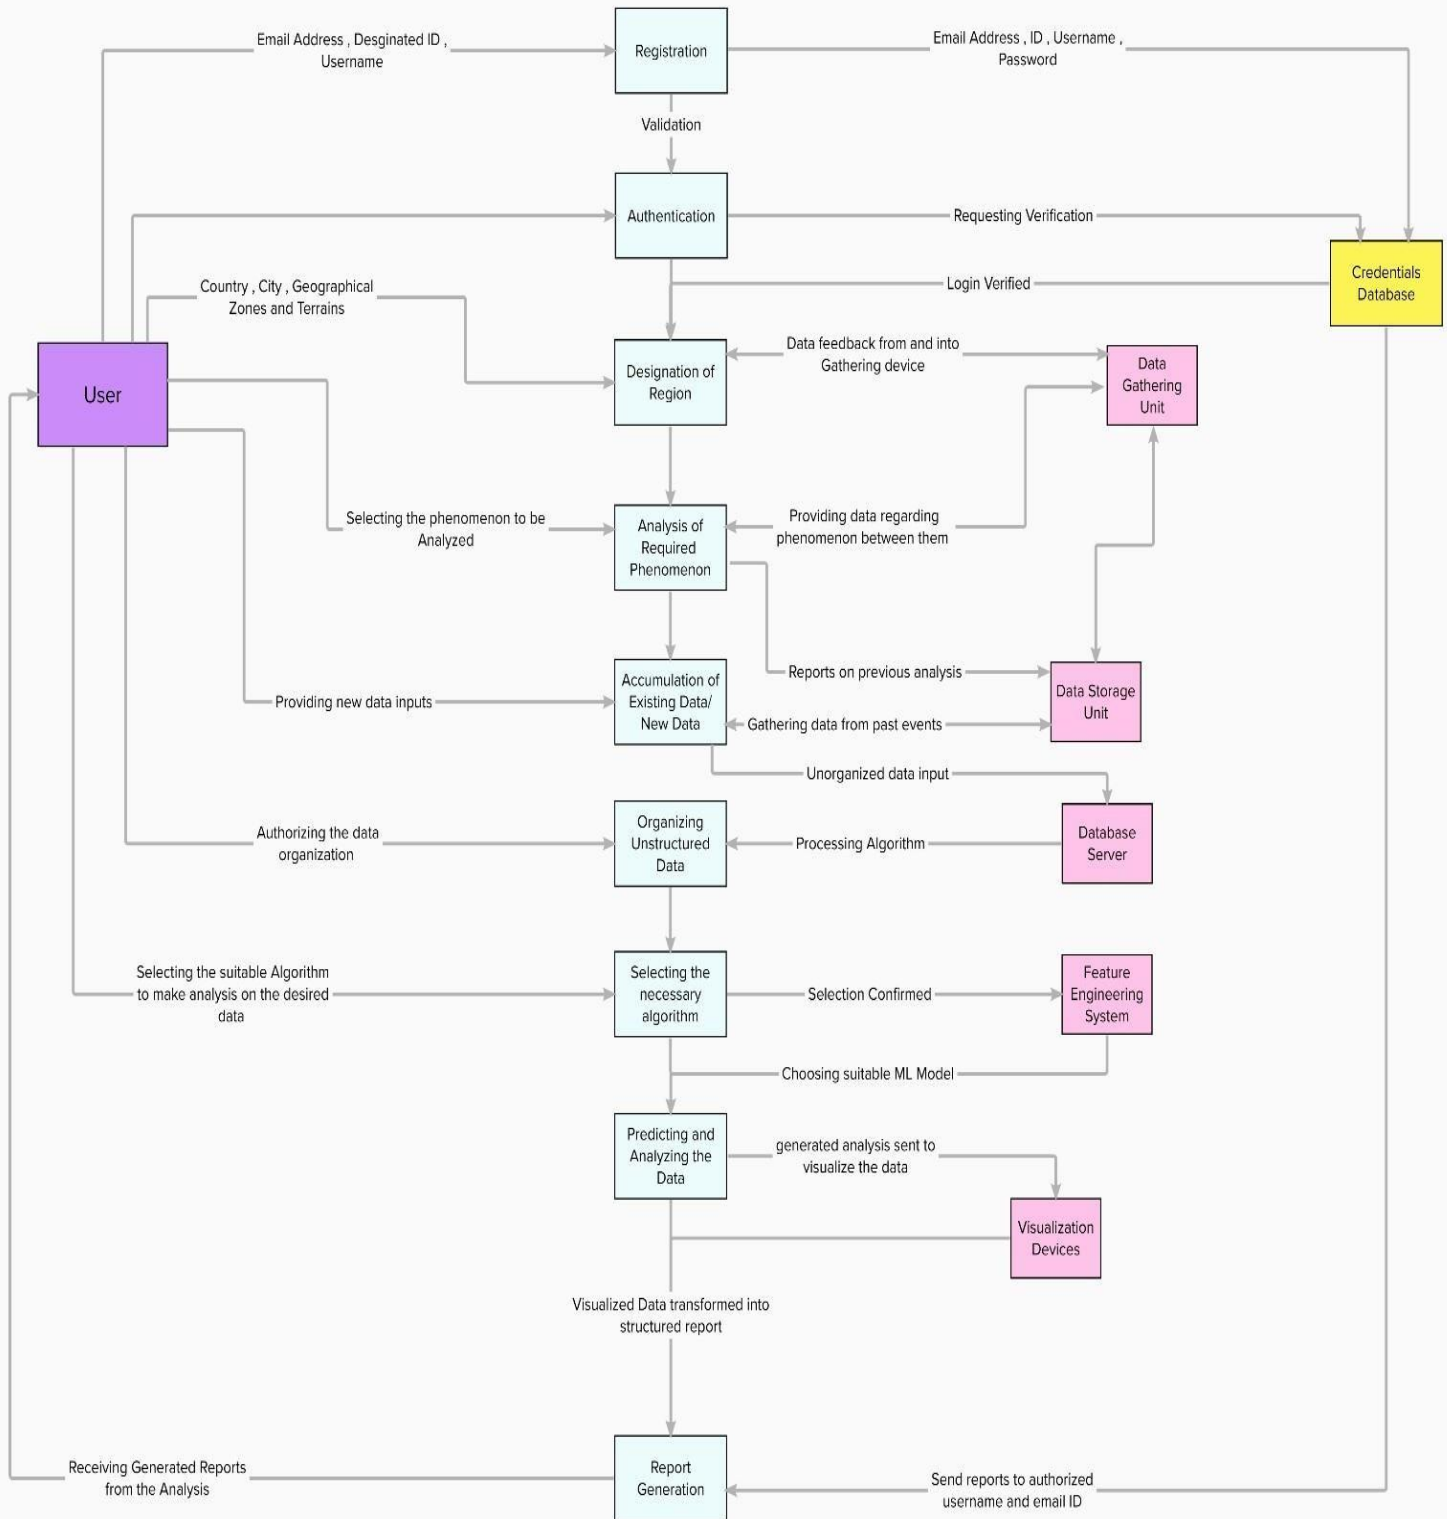 Email Address , Desginated ID ,
Username
Registration
Email Address , ID , Username ,
Password
Validation
Authentication
Requesting Verification
Country , City , Geographical
Zones and Terrains
Login Verified
Credentials
Database
User
Designation of
Region
Data feedback from and into
Gathering device
Data
Gathering
Unit
Selecting the phenomenon to be
Analyzed
Analysis of
Required
Phenomenon
Providing data regarding
phenomenon between them
Reports on previous analysis
Providing new data inputs
Accumulation of
Existing Data/
New Data
Gathering data from past events
Data Storage
Unit
Unorganized data input
Authorizing the data
organization
Organizing
Unstructured
Data
Processing Algorithm
Database
Server
Selecting the suitable Algorithm
to make analysis on the desired
data
Selecting the
necessary
algorithm
Selection Confirmed
Feature
Engineering
System
Choosing suitable ML Model
Predicting and
Analyzing the
Data
generated analysis sent to
visualize the data
Visualization
Devices
Visualized Data transformed into
structured report
Receiving Generated Reports
from the Analysis
Report
Generation
Send reports to authorized
username and email ID